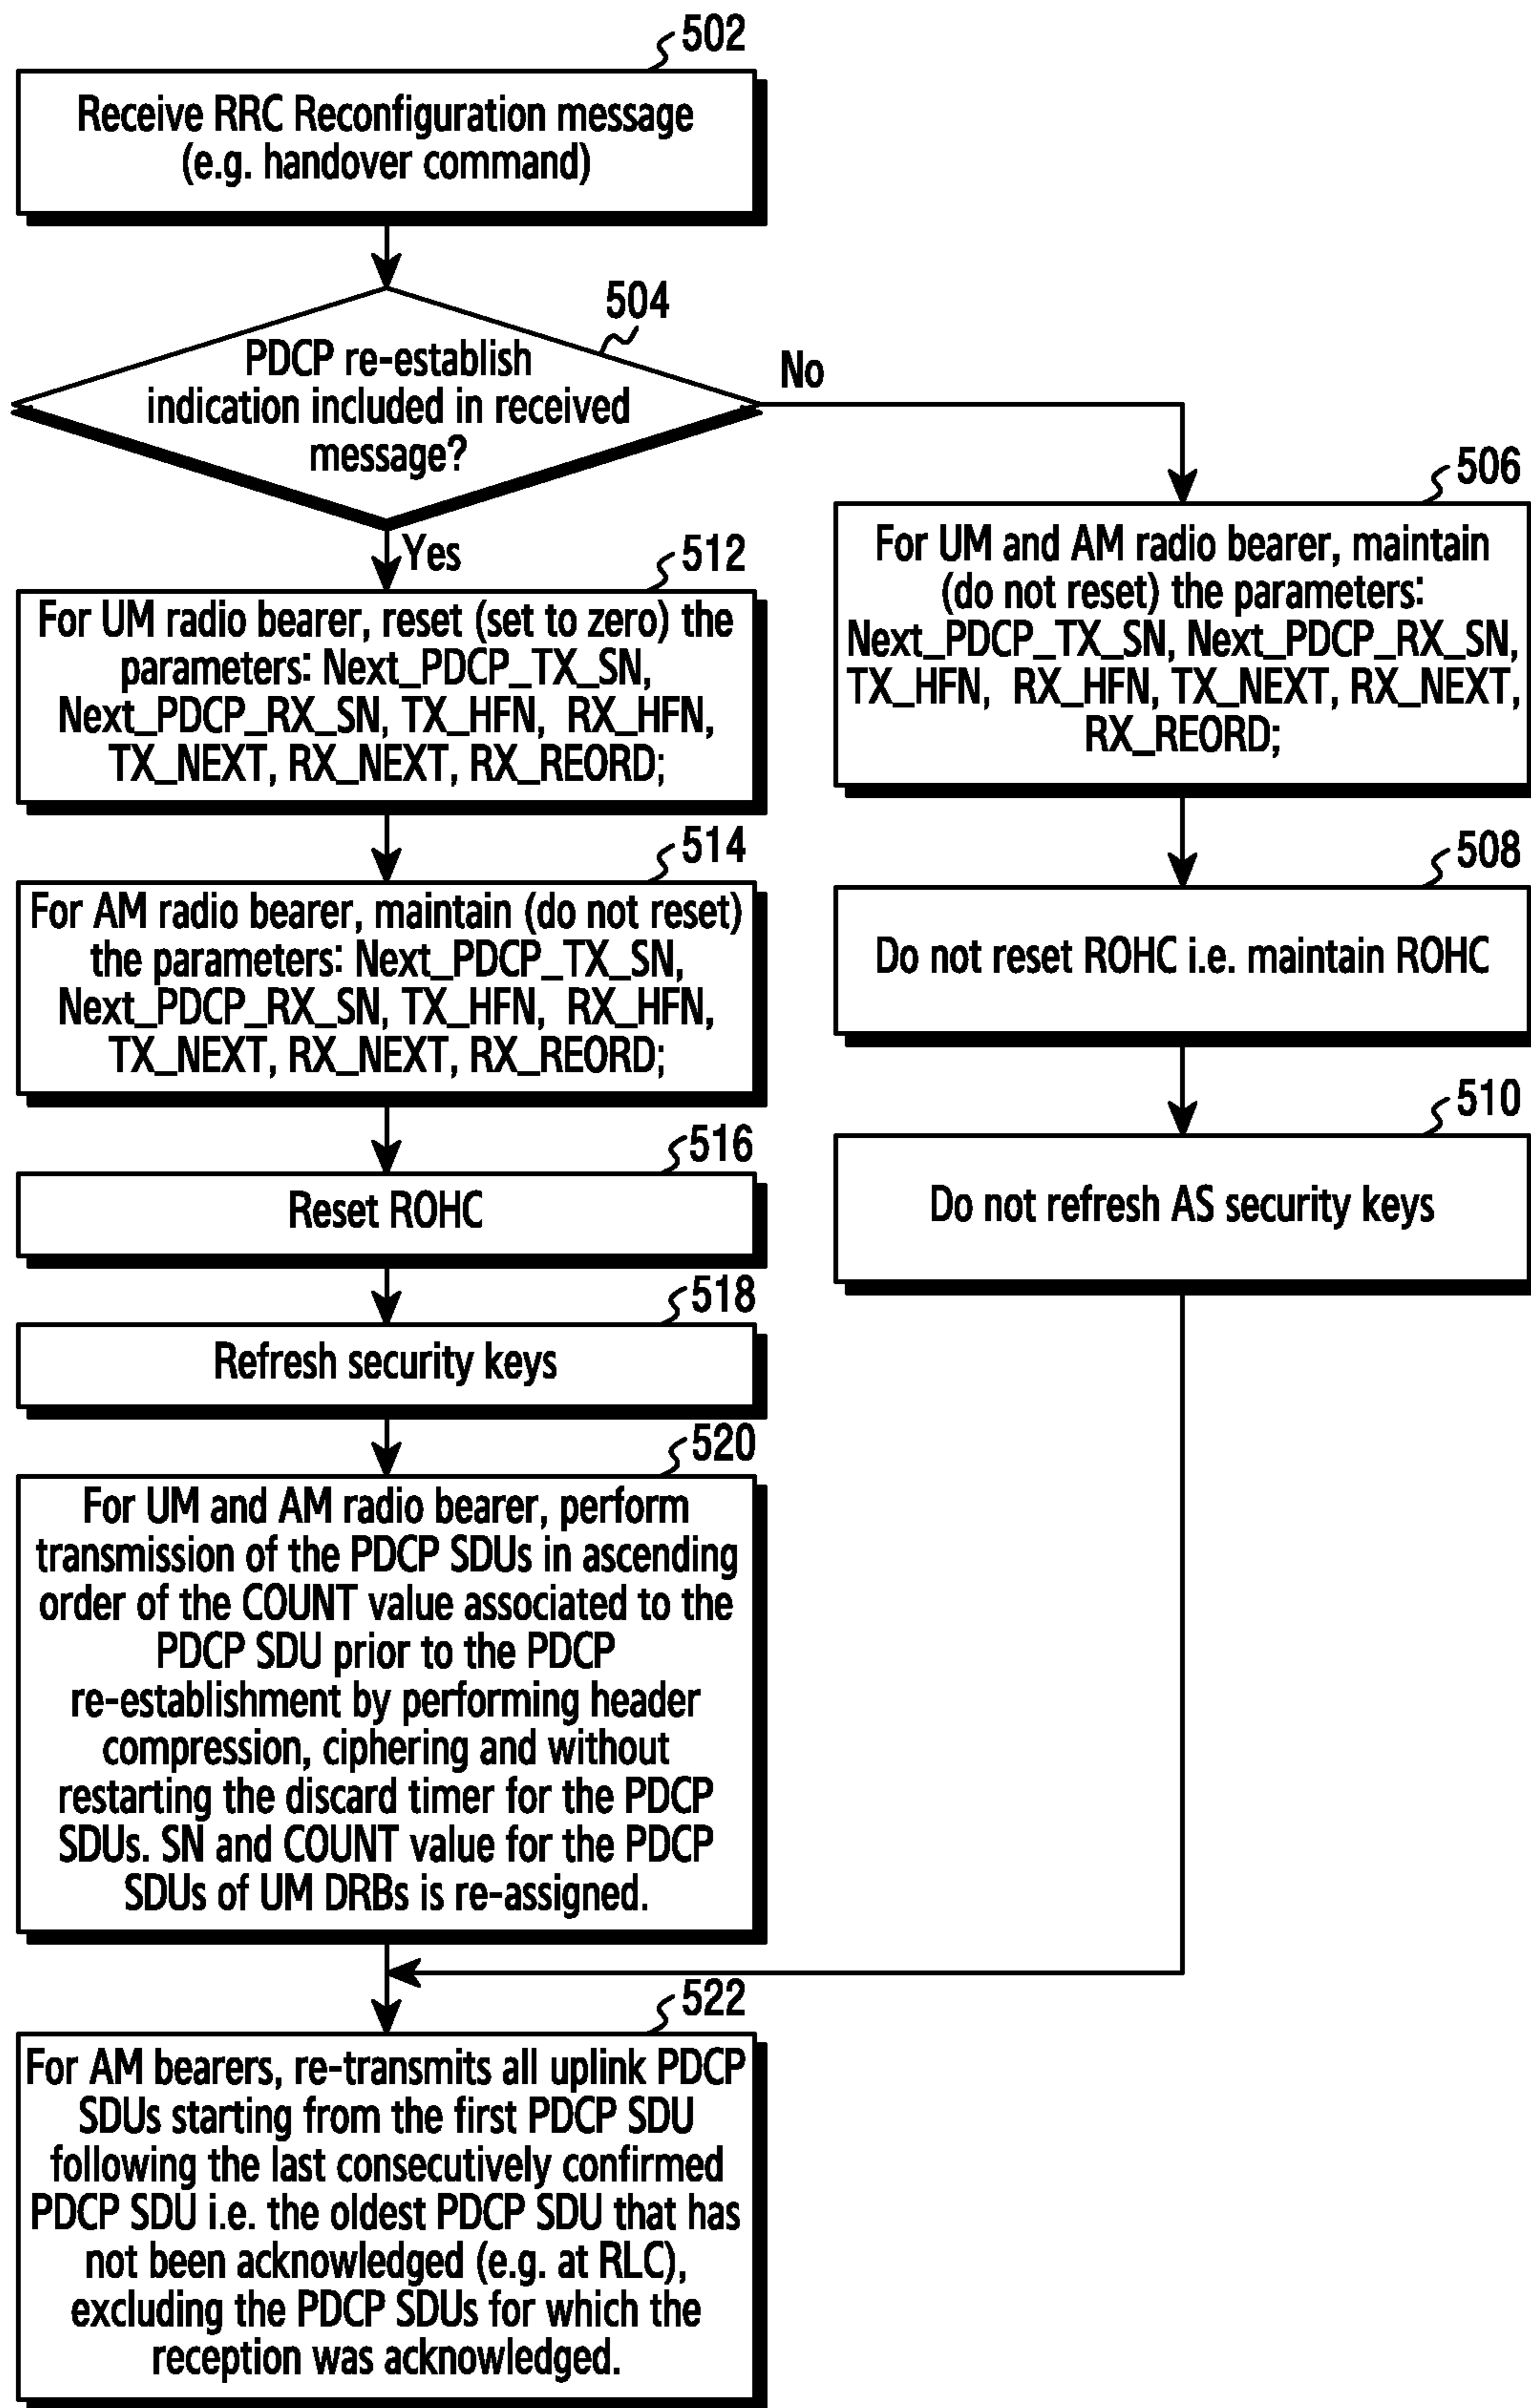 502
Receive RRC Reconfiguration message
(e.g. handover command)
504
PDCP re-establish
indication included in received
message?
No
Yes
506
For UM and AM radio bearer, maintain
(do not reset) the parameters:
Next_PDCP_TX_SN, Next_PDCP_RX_SN,
TX_HFN, RX_HFN, TX_NEXT, RX_NEXT,
RX_REORD;
508
Do not reset ROHC i.e. maintain ROHC
510
Do not refresh AS security keys
512
For UM radio bearer, reset (set to zero) the
parameters: Next_PDCP_TX_SN,
Next_PDCP_RX_SN, TX_HFN, RX_HFN,
TX_NEXT, RX_NEXT, RX_REORD;
514
For AM radio bearer, maintain (do not reset)
the parameters: Next_PDCP_TX_SN,
Next_PDCP_RX_SN, TX_HFN, RX_HFN,
TX_NEXT, RX_NEXT, RX_REORD;
516
Reset ROHC
518
Refresh security keys
520
For UM and AM radio bearer, perform
transmission of the PDCP SDUs in ascending
order of the COUNT value associated to the
PDCP SDU prior to the PDCP
re-establishment by performing header
compression, ciphering and without
restarting the discard timer for the PDCP
SDUs. SN and COUNT value for the PDCP
SDUs of UM DRBs is re-assigned.
522
For AM bearers, re-transmits all uplink PDCP
SDUs starting from the first PDCP SDU
following the last consecutively confirmed
PDCP SDU i.e. the oldest PDCP SDU that has
not been acknowledged (e.g. at RLC),
excluding the PDCP SDUs for which the
reception was acknowledged.